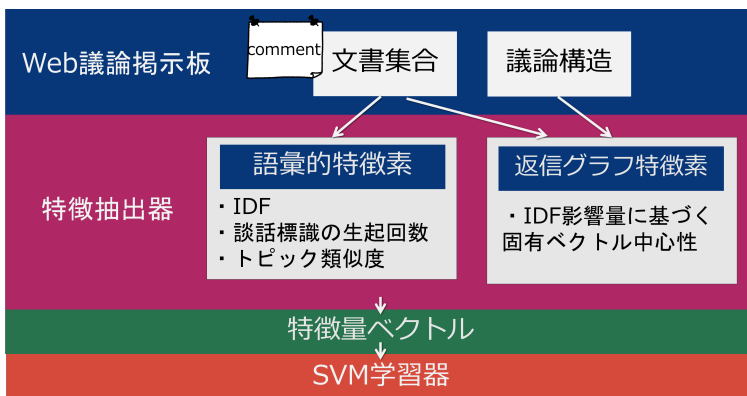 Web議論掲示板
comment
文書集合
議論構造
特徴抽出器
語彙的特徴素
・IDF
・談話標識の生起回数
・トピック類似度
返信グラフ特徴素
・IDF影響量に基づく
固有ベクトル中心性
特徴量ベクトル
SVM学習器